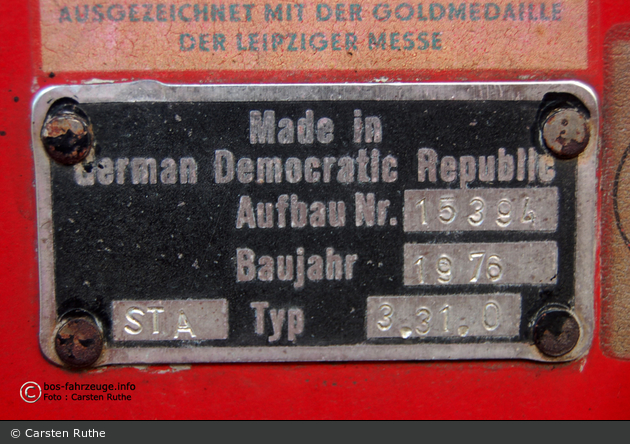 AUSGEZEICHNET MIT DER GOLDMEDAILLE
DER LEIPZIGER MESSE
Made in
German Democratic Republic
Aufbau Nr. 15394
Baujahr 1976
STA Typ 3.31.0
© bos-fahrzeuge.info
Foto : Carsten Ruthe
© Carsten Ruthe